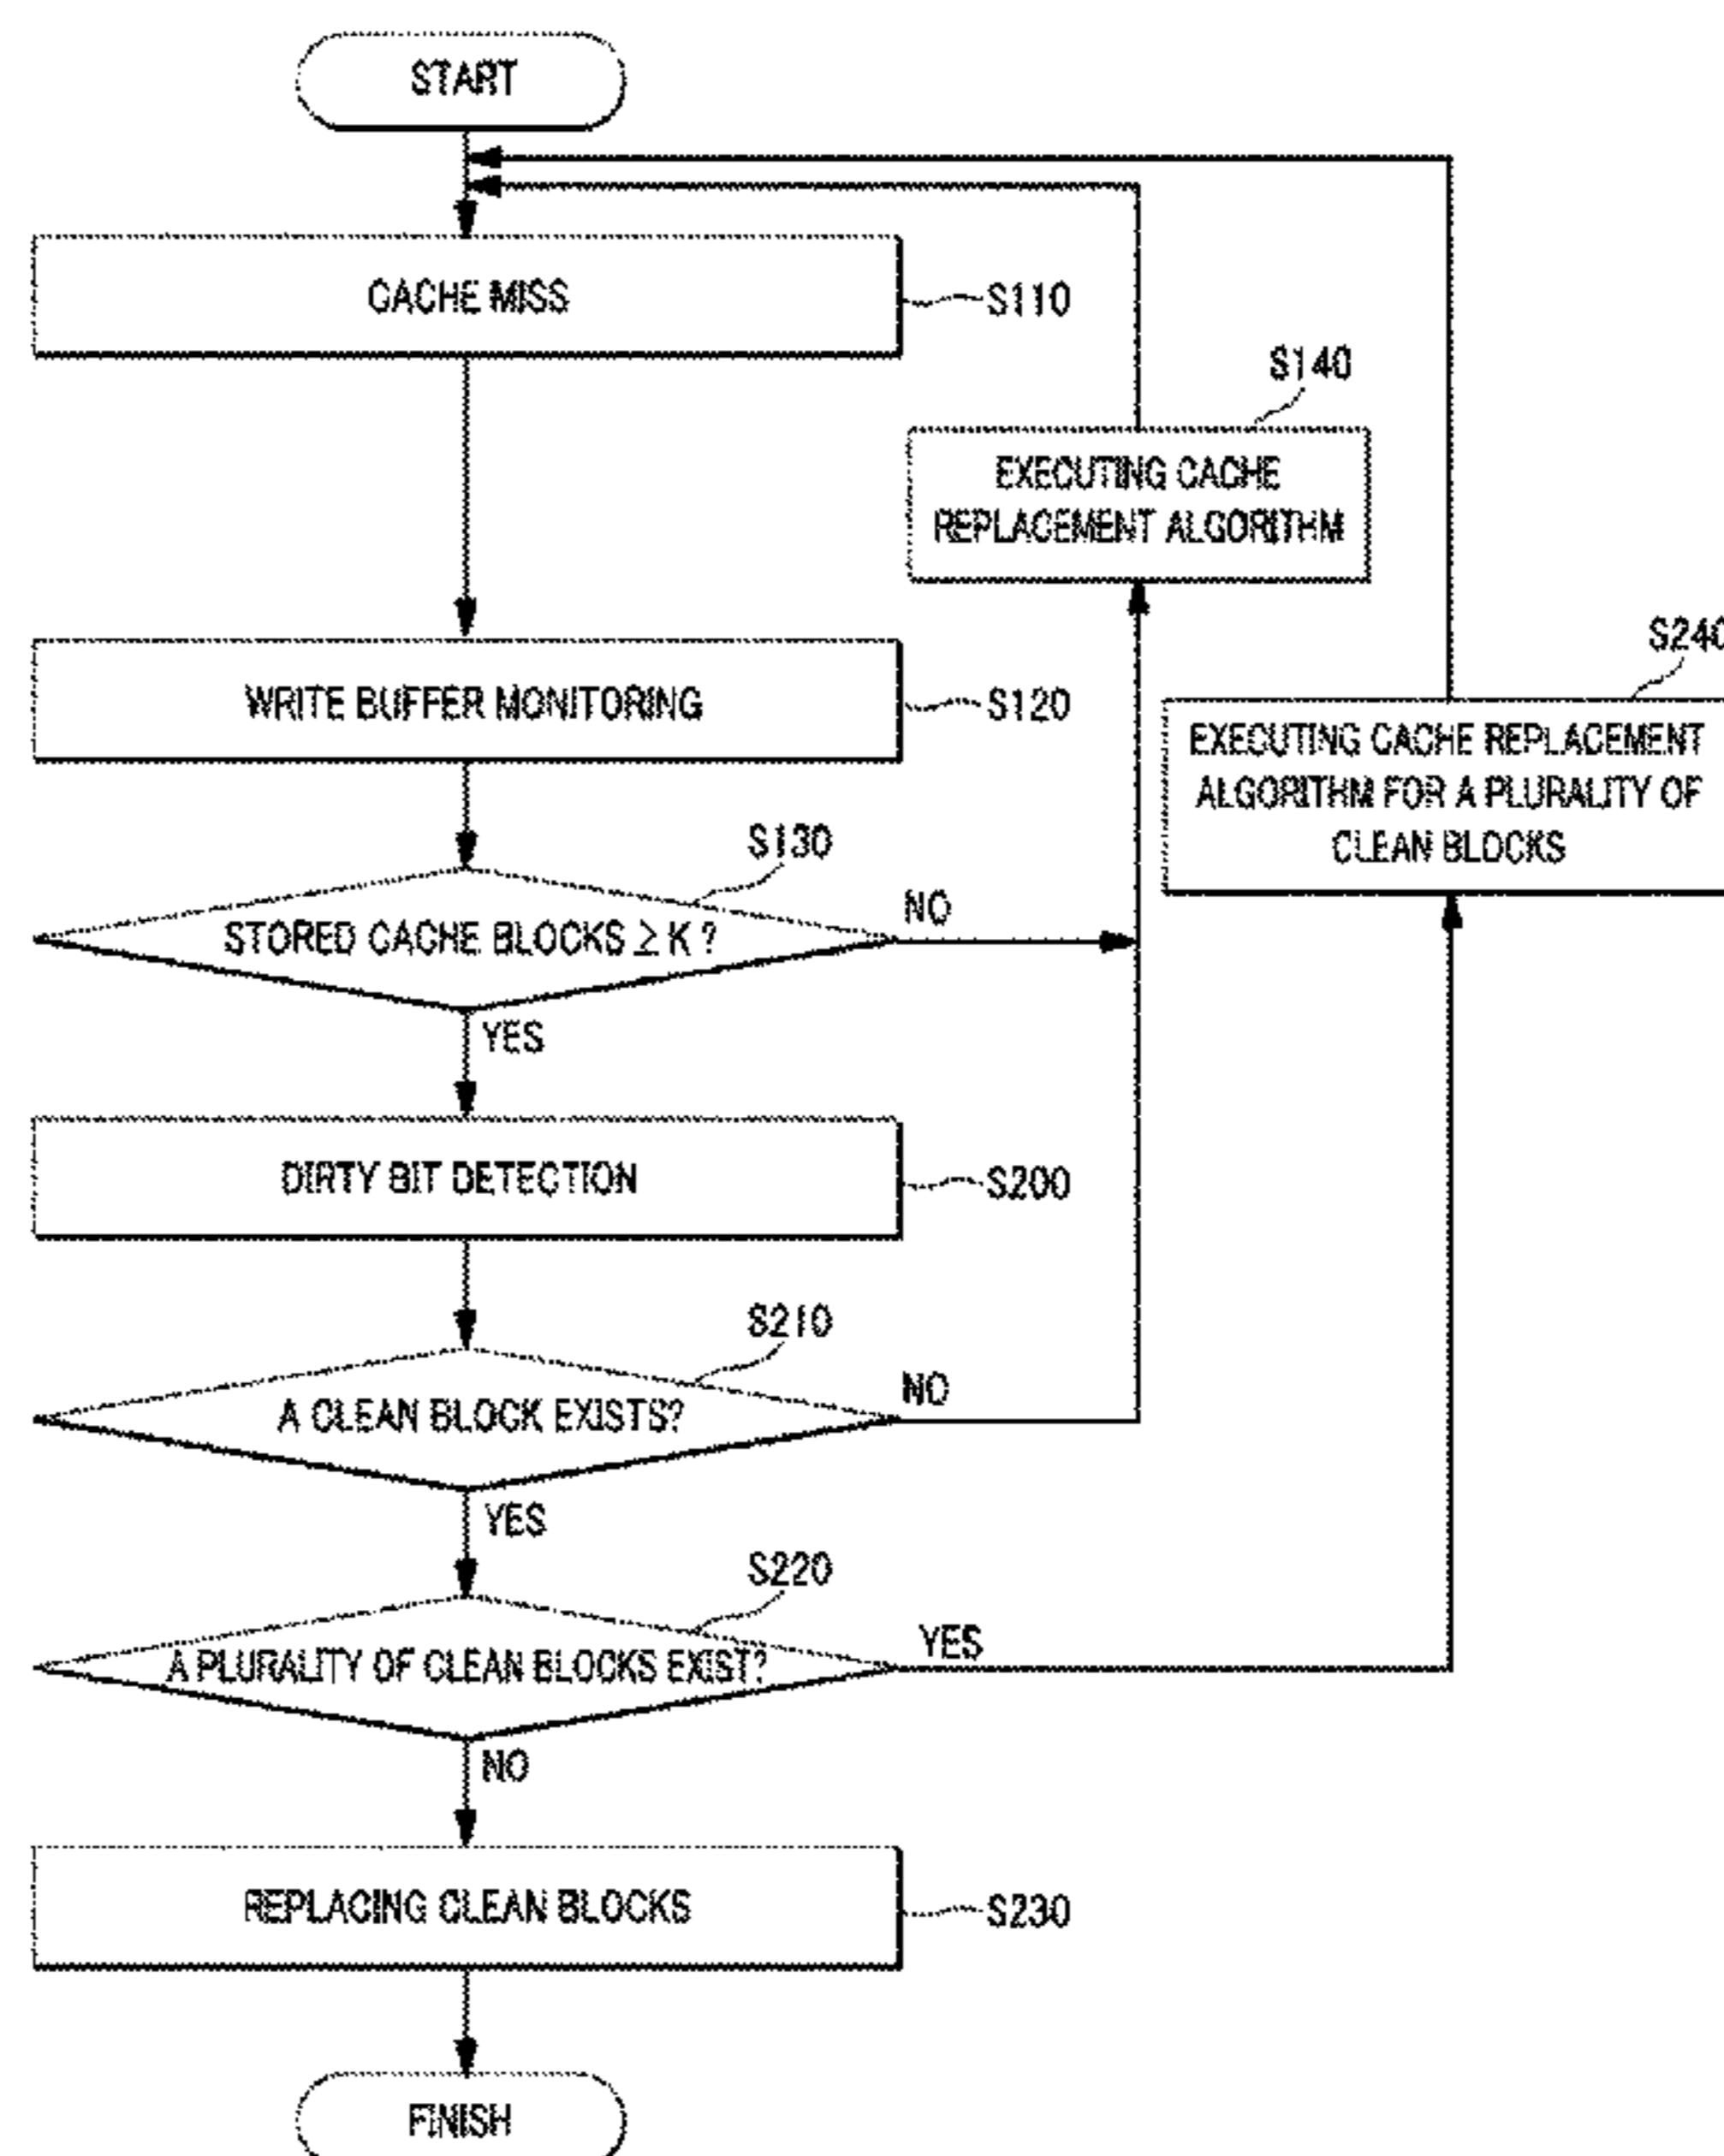 START
CACHE MISS
S110
S140
EXECUTING CACHE
REPLACEMENT ALGORITHM
S240
WRITE BUFFER MONITORING
S120
EXECUTING CACHE REPLACEMENT
ALGORITHM FOR A PLURALITY OF
CLEAN BLOCKS
S130
STORED CACHE BLOCKS ≥ K ?
NO
YES
DIRTY BIT DETECTION
S200
S210
A CLEAN BLOCK EXISTS?
NO
YES
S220
A PLURALITY OF CLEAN BLOCKS EXIST?
YES
NO
REPLACING CLEAN BLOCKS
S230
FINISH